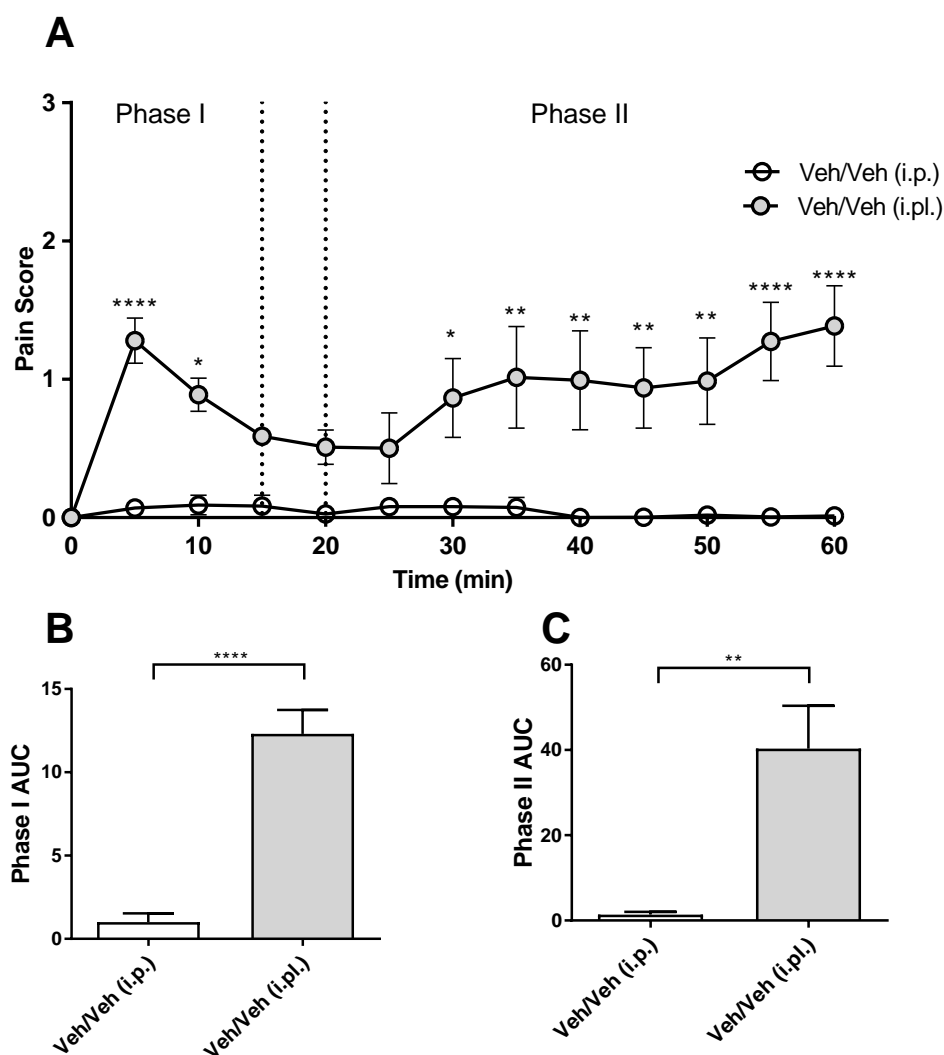 A
Phase I
Phase II
3
2
1
0
Pain Score
Veh/Veh (i.p.)
Veh/Veh (i.pl.)
****
*
*
**
**
**
**
****
****
0
10
20
30
40
50
60
Time (min)
B
****
15
10
5
0
Phase I AUC
Veh/Veh (i.p.)
Veh/Veh (i.pl.)
C
**
60
40
20
0
Phase II AUC
Veh/Veh (i.p.)
Veh/Veh (i.pl.)